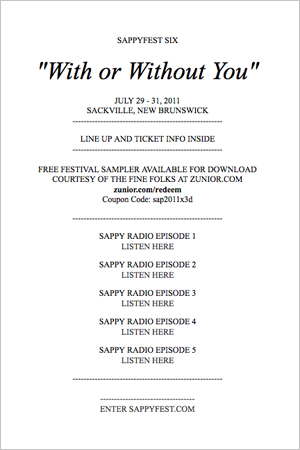 SAPPYFEST SIX
"With or Without You"
JULY 29 - 31, 2011
SACKVILLE, NEW BRUNSWICK
--------------------------------------------------------
LINE UP AND TICKET INFO INSIDE
--------------------------------------------------------
FREE FESTIVAL SAMPLER AVAILABLE FOR DOWNLOAD
COURTESY OF THE FINE FOLKS AT ZUNIOR.COM
zunior.com/redeem
Coupon Code: sap2011x3d
--------------------------------------------------------
SAPPY RADIO EPISODE 1
LISTEN HERE
SAPPY RADIO EPISODE 2
LISTEN HERE
SAPPY RADIO EPISODE 3
LISTEN HERE
SAPPY RADIO EPISODE 4
LISTEN HERE
SAPPY RADIO EPISODE 5
LISTEN HERE
--------------------------------------------------------
-----------------------------------
ENTER SAPPYFEST.COM